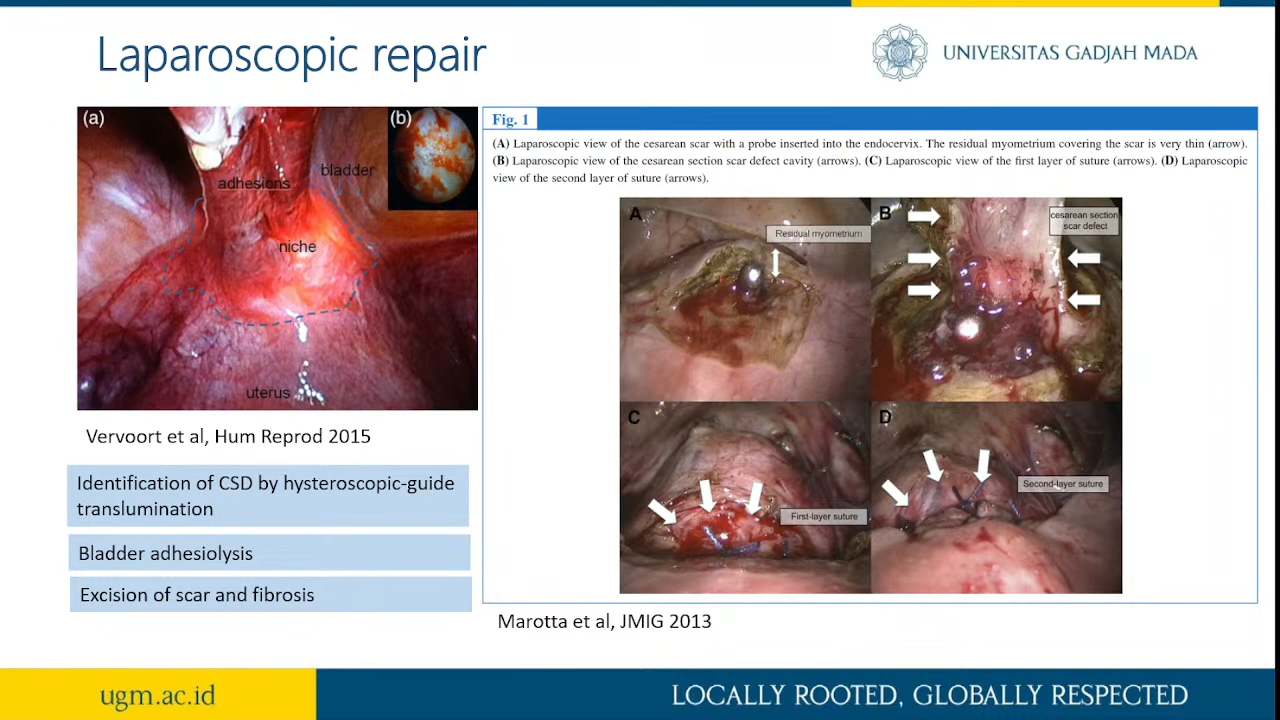 Laparoscopic repair
UNIVERSITAS GADJAH MADA
(a)
(b)
bladder
adhesions
niche
uterus
Vervoort et al, Hum Reprod 2015
Identification of CSD by hysteroscopic-guide
translumination
Bladder adhesiolysis
Excision of scar and fibrosis
Fig. 1
(A) Laparoscopic view of the cesarean scar with a probe inserted into the endocervix. The residual myometrium covering the scar is very thin (arrow).
(B) Laparoscopic view of the cesarean section scar defect cavity (arrows). (C) Laparoscopic view of the first layer of suture (arrows). (D) Laparoscopic
view of the second layer of suture (arrows).
A
Residual myometrium
B
cesarean section
scar defect
C
First-layer suture
D
Second-layer suture
Marotta et al, JMIG 2013
ugm.ac.id
LOCALLY ROOTED, GLOBALLY RESPECTED